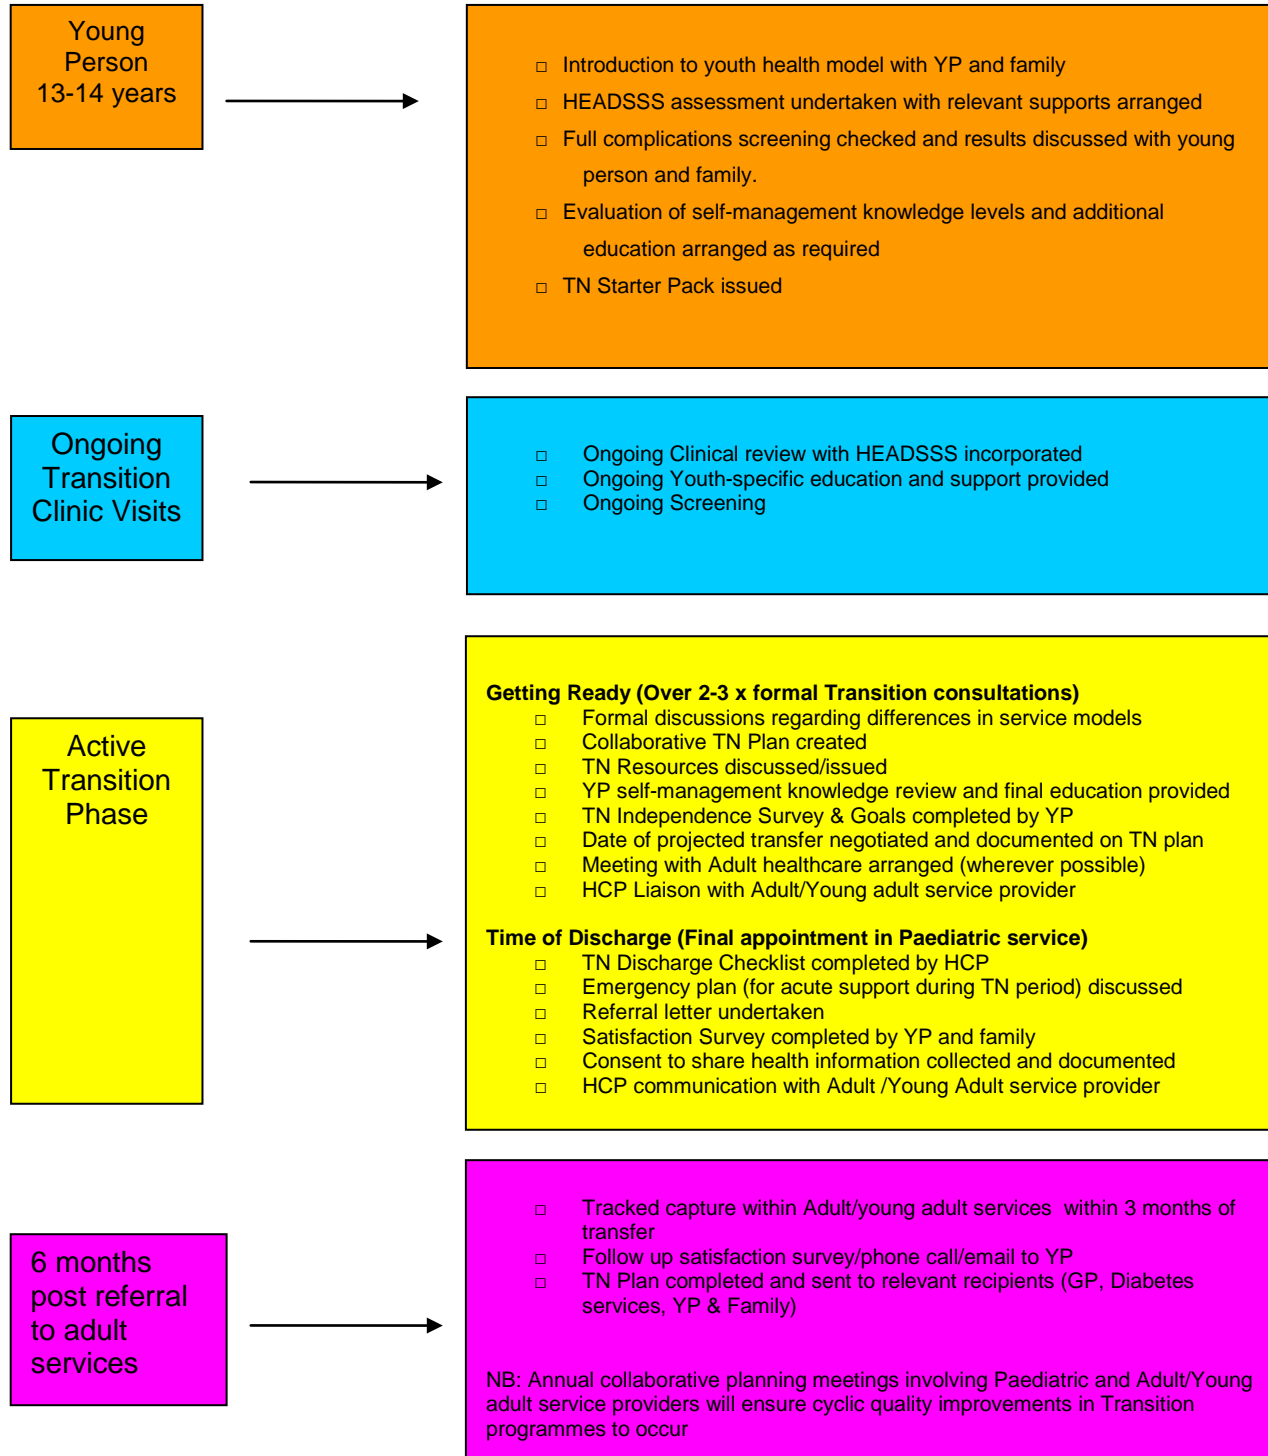 Young
Person
13-14 years
□ Introduction to youth health model with YP and family
□ HEADSSS assessment undertaken with relevant supports arranged
□ Full complications screening checked and results discussed with young
person and family.
□ Evaluation of self-management knowledge levels and additional
education arranged as required
□ TN Starter Pack issued
Ongoing
Transition
Clinic Visits
□ Ongoing Clinical review with HEADSSS incorporated
□ Ongoing Youth-specific education and support provided
□ Ongoing Screening
Active
Transition
Phase
Getting Ready (Over 2-3 x formal Transition consultations)
□ Formal discussions regarding differences in service models
□ Collaborative TN Plan created
□ TN Resources discussed/issued
□ YP self-management knowledge review and final education provided
□ TN Independence Survey & Goals completed by YP
□ Date of projected transfer negotiated and documented on TN plan
□ Meeting with Adult healthcare arranged (wherever possible)
□ HCP Liaison with Adult/Young adult service provider
Time of Discharge (Final appointment in Paediatric service)
□ TN Discharge Checklist completed by HCP
□ Emergency plan (for acute support during TN period) discussed
□ Referral letter undertaken
□ Satisfaction Survey completed by YP and family
□ Consent to share health information collected and documented
□ HCP communication with Adult /Young Adult service provider
6 months
post referral
to adult
services
□ Tracked capture within Adult/young adult services within 3 months of
transfer
□ Follow up satisfaction survey/phone call/email to YP
□ TN Plan completed and sent to relevant recipients (GP, Diabetes
services, YP & Family)
NB: Annual collaborative planning meetings involving Paediatric and Adult/Young
adult service providers will ensure cyclic quality improvements in Transition
programmes to occur